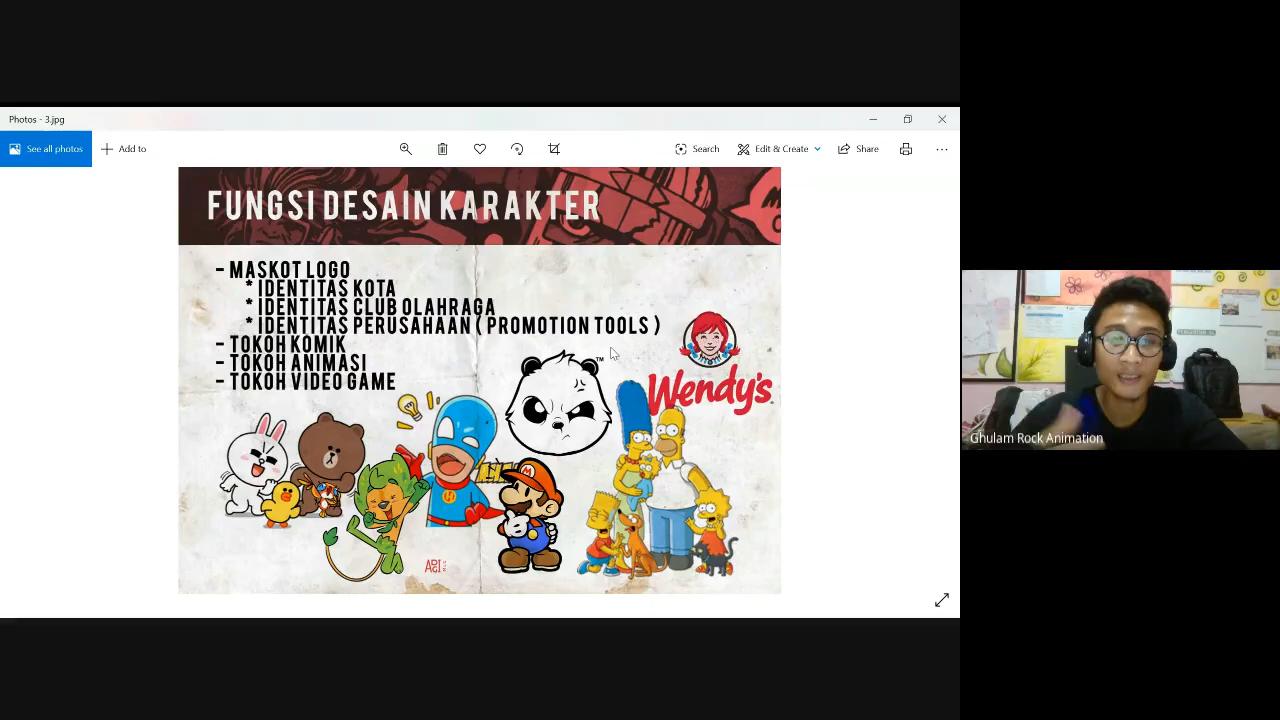 Photos - 3.jpg
See all photos
Add to
Search
Edit & Create
Share
FUNGSI DESAIN KARAKTER
- MASKOT LOGO
* IDENTITAS KOTA
* IDENTITAS CLUB OLAHRAGA
* IDENTITAS PERUSAHAAN ( PROMOTION TOOLS )
- TOKOH KOMIK
- TOKOH ANIMASI
- TOKOH VIDEO GAME
TM
Wendy's
M
Ghulam Rock Animation